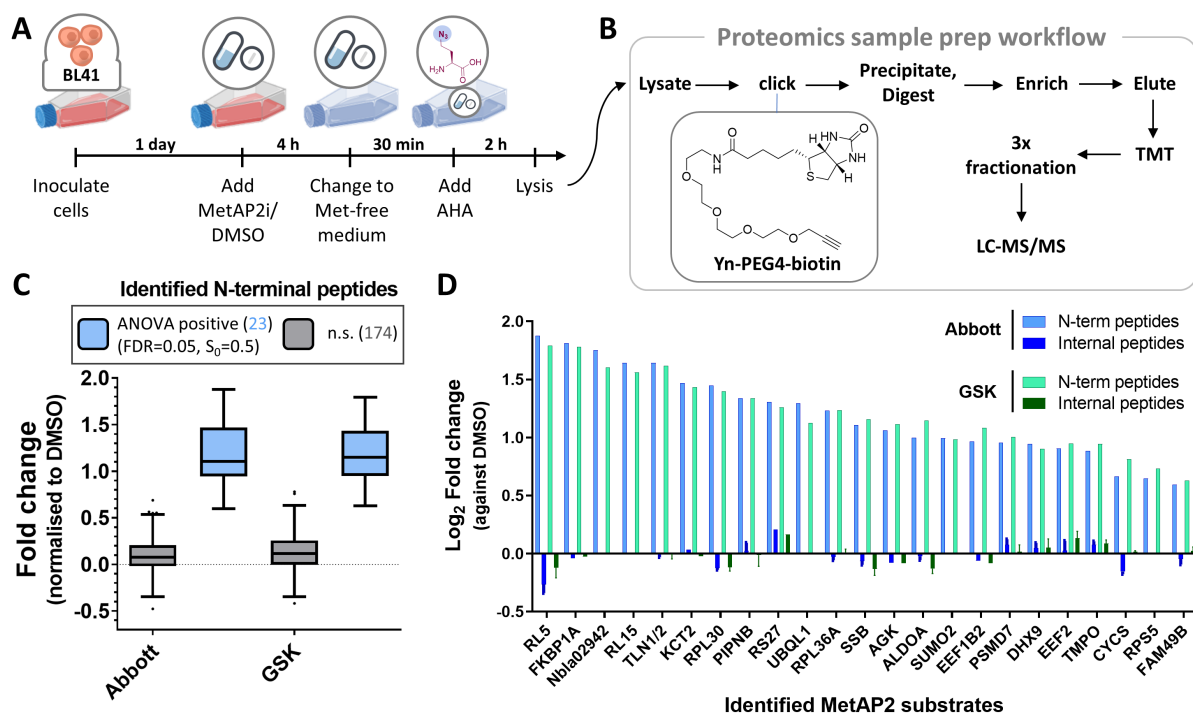 A
BL41
N₃
H₂N
OH
O
1 day
4 h
30 min
2 h
Inoculate
cells
Add
MetAP2i/
DMSO
Change to
Met-free
medium
Add
AHA
Lysis
B
Proteomics sample prep workflow
Lysate
click
Precipitate,
Digest
Enrich
Elute
TMT
3x
fractionation
LC-MS/MS
O
NH
HN
O
NH
H
H
S
O
O
O
O
Yn-PEG4-biotin
C
Identified N-terminal peptides
ANOVA positive (23)
(FDR=0.05, S₀=0.5)
n.s. (174)
Fold change
(normalised to DMSO)
2.0
1.5
1.0
0.5
0.0
-0.5
Abbott
GSK
D
Abbott
N-term peptides
Internal peptides
GSK
N-term peptides
Internal peptides
Log₂ Fold change
(against DMSO)
2.0
1.5
1.0
0.5
0.0
-0.5
RL5
FKBP1A
Nbla02942
RL15
TLN1/2
KCT2
RPL30
PIPNB
RS27
UBQL1
RPL36A
SSB
AGK
ALDOA
SUMO2
EEF1B2
PSMD7
DHX9
EEF2
TMPO
CYCS
RPS5
FAM49B
Identified MetAP2 substrates